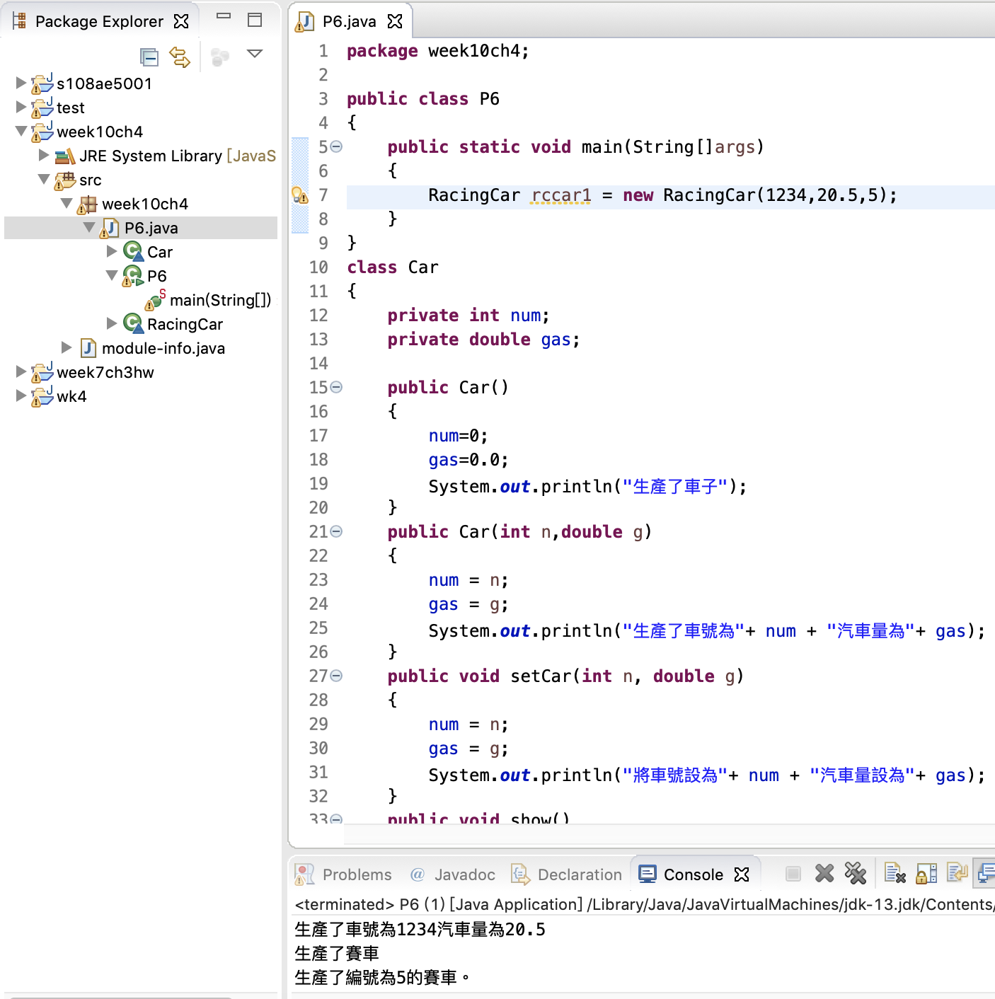 Package Explorer
s108ae5001
test
week10ch4
JRE System Library [JavaS
src
week10ch4
P6.java
Car
P6
main(String[])
RacingCar
module-info.java
week7ch3hw
wk4
P6.java
1 package week10ch4;
2
3 public class P6
4 {
5 public static void main(String[]args)
6 {
7 RacingCar rccar1 = new RacingCar(1234,20.5,5);
8 }
9 }
10 class Car
11 {
12 private int num;
13 private double gas;
14
15 public Car()
16 {
17 num=0;
18 gas=0.0;
19 System.out.println("生產了車子");
20 }
21 public Car(int n,double g)
22 {
23 num = n;
24 gas = g;
25 System.out.println("生產了車號為"+ num + "汽車量為"+ gas);
26 }
27 public void setCar(int n, double g)
28 {
29 num = n;
30 gas = g;
31 System.out.println("將車號設為"+ num + "汽車量設為"+ gas);
32 }
33 public void show()
Problems @ Javadoc Declaration Console
<terminated> P6 (1) [Java Application] /Library/Java/JavaVirtualMachines/jdk-13.jdk/Contents/
生產了車號為1234汽車量為20.5
生產了賽車
生產了編號為5的賽車。